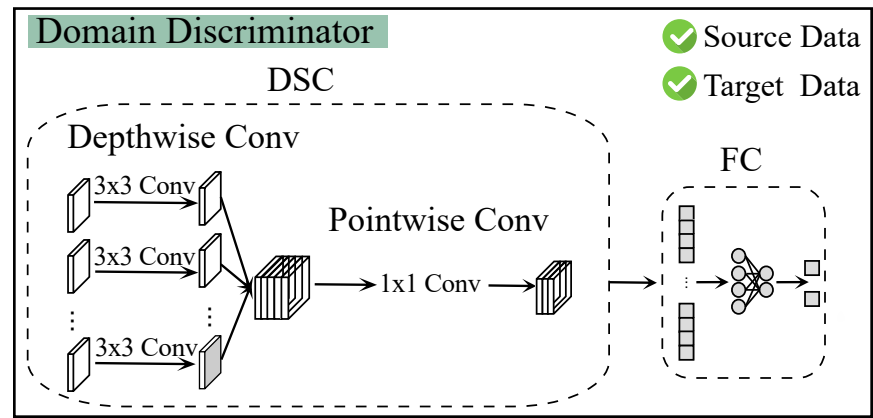 Domain Discriminator
Source Data
Target Data
DSC
Depthwise Conv
FC
3x3 Conv
Pointwise Conv
3x3 Conv
1x1 Conv
...
...
...
3x3 Conv